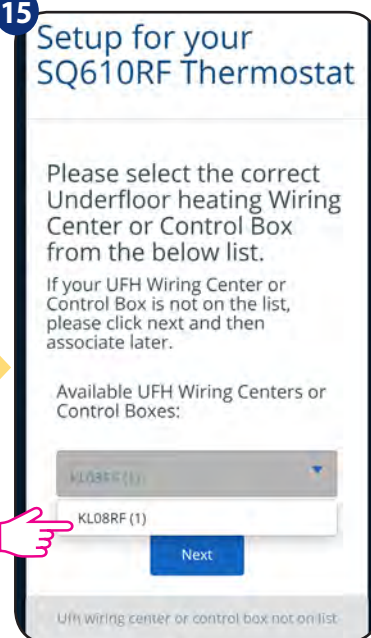 15
Setup for your
SQ610RF Thermostat
Please select the correct
Underfloor heating Wiring
Center or Control Box
from the below list.
If your UFH Wiring Center or
Control Box is not on the list,
please click next and then
associate later.
Available UFH Wiring Centers or
Control Boxes:
KL08RF (1)
KL08RF (1)
Next
Ufh wiring center or control box not on list